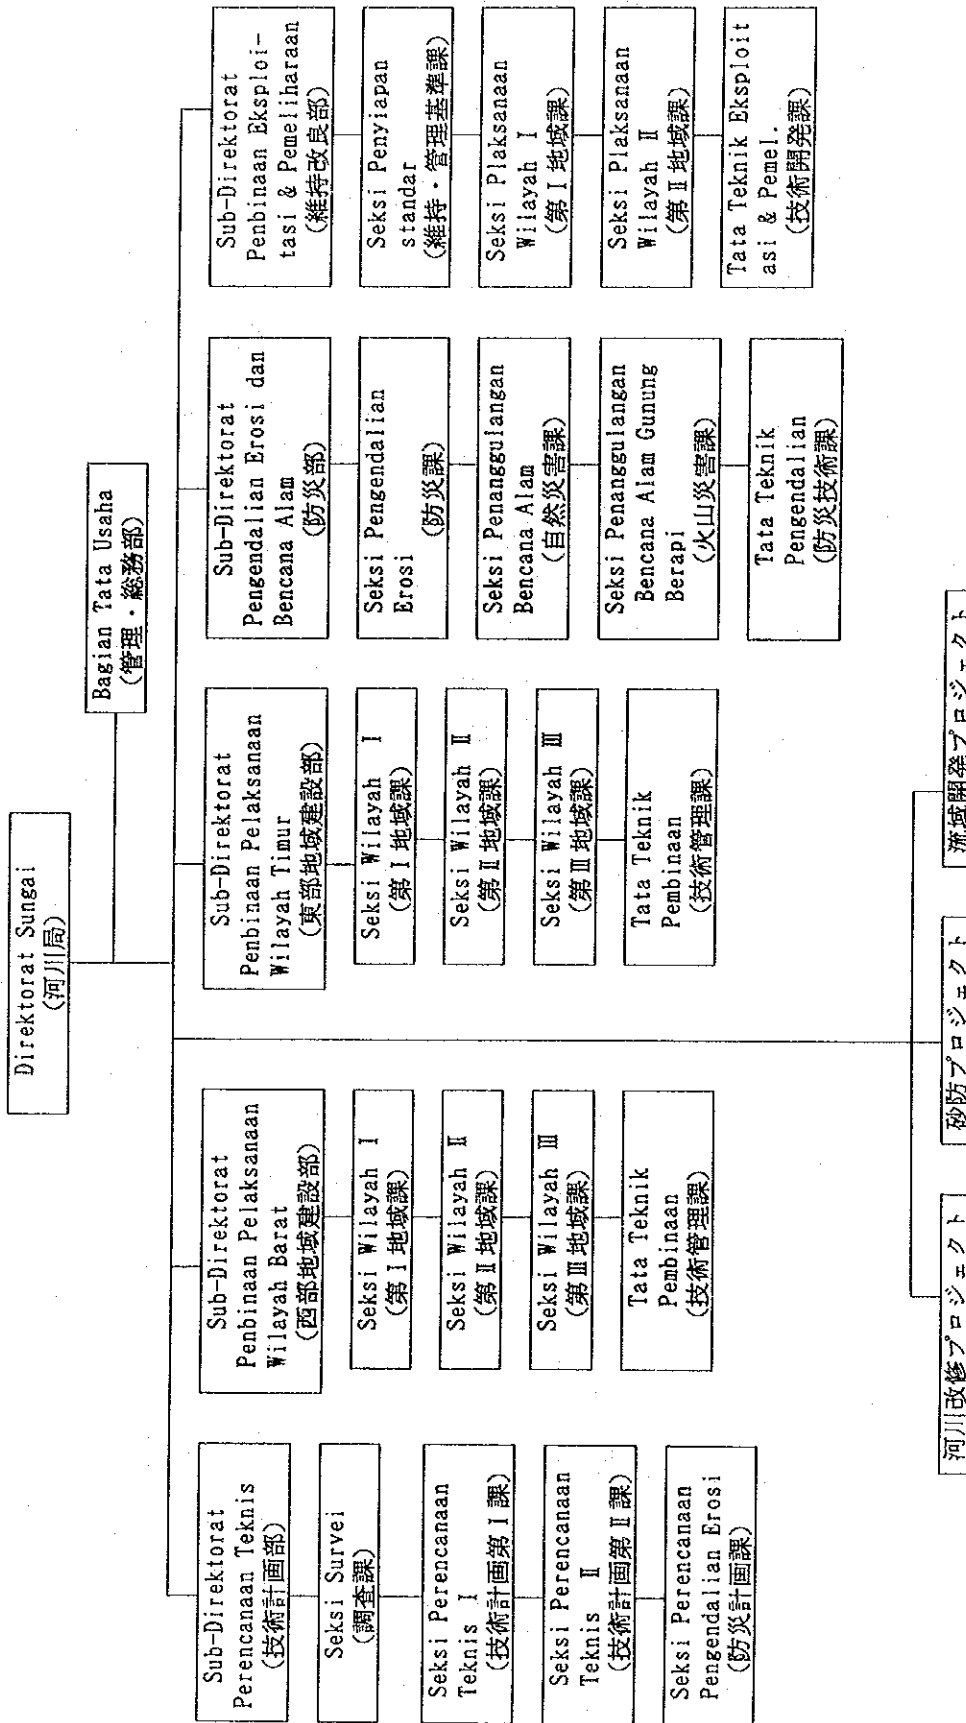 Direktorat Sungai
(河川局)
Bagian Tata Usaha
(管理・総務部)
Sub-Direktorat
Perencanaan Teknis
(技術計画部)
Seksi Survei
(調査課)
Seksi Perencanaan
Teknis I
(技術計画第Ⅰ課)
Seksi Perencanaan
Teknis Ⅱ
(技術計画第Ⅱ課)
Seksi Perencanaan
Pengendalian Erosi
(防災計画課)
Sub-Direktorat
Penbinaan Pelaksanaan
Wilayah Barat
(西部地域建設部)
Seksi Wilayah I
(第Ⅰ地域課)
Seksi Wilayah Ⅱ
(第Ⅱ地域課)
Seksi Wilayah Ⅲ
(第Ⅲ地域課)
Tata Teknik
Pembinaan
(技術管理課)
Sub-Direktorat
Penbinaan Pelaksanaan
Wilayah Timur
(東部地域建設部)
Seksi Wilayah I
(第Ⅰ地域課)
Seksi Wilayah Ⅱ
(第Ⅱ地域課)
Seksi Wilayah Ⅲ
(第Ⅲ地域課)
Tata Teknik
Pembinaan
(技術管理課)
Sub-Direktorat
Pengendalian Erosi dan
Bencana Alam
(防災部)
Seksi Pengendalian
Erosi
(防災課)
Seksi Penanggulangan
Bencana Alam
(自然災害課)
Seksi Penanggulangan
Bencana Alam Gunung
Berapi
(火山災害課)
Tata Teknik
Pengendalian
(防災技術課)
Sub-Direktorat
Penbinaan Eksploi-
tasi & Pemeliharaan
(維持改良部)
Seksi Penyiapan
standar
(維持・管理基準課)
Seksi Plaksanaan
Wilayah I
(第Ⅰ地域課)
Seksi Plaksanaan
Wilayah Ⅱ
(第Ⅱ地域課)
Tata Teknik Eksploit
asi & Pemel.
(技術開発課)
河川改修プロジェクト
砂防プロジェクト
流域開発プロジェクト